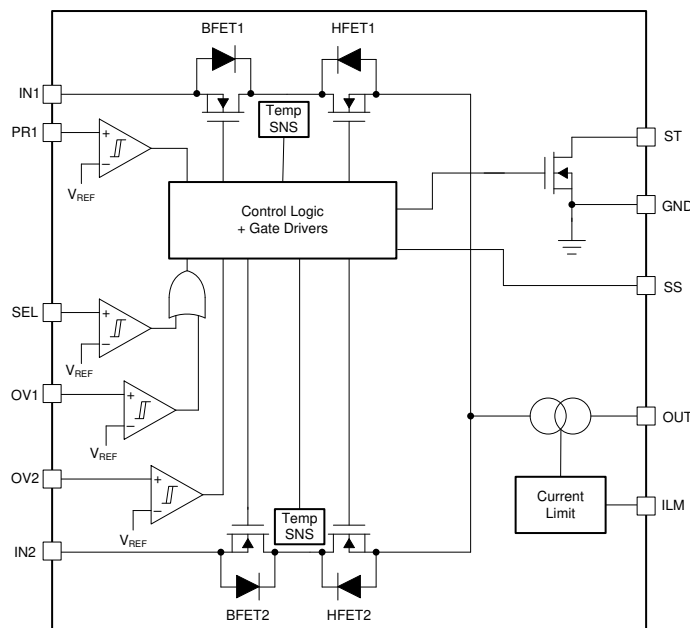 BFET1
HFET1
IN1
PR1
+
−
VREF
Temp
SNS
ST
GND
Control Logic
+ Gate Drivers
SS
SEL
+
−
VREF
OV1
+
−
VREF
OUT
OV2
+
−
VREF
Current
Limit
ILM
Temp
SNS
IN2
BFET2
HFET2